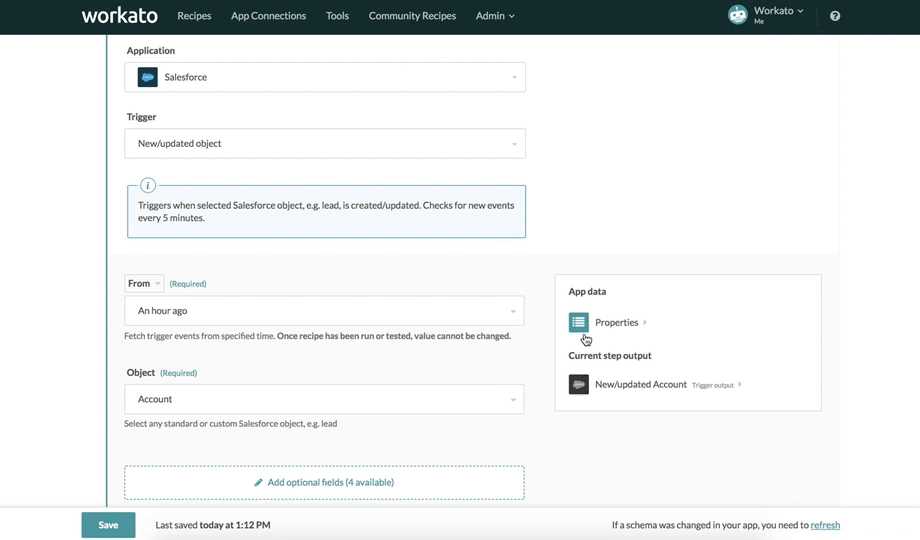 workato
Recipes App Connections Tools Community Recipes Admin Workato
Me
Application
Salesforce
Trigger
New/updated object
Triggers when selected Salesforce object, e.g. lead, is created/updated. Checks for new events
every 5 minutes.
From (Required)
An hour ago
Fetch trigger events from specified time. Once recipe has been run or tested, value cannot be changed.
Object (Required)
Account
Select any standard or custom Salesforce object, e.g. lead
Add optional fields (4 available)
App data
Properties
Current step output
New/updated Account Trigger output
Save Last saved today at 1:12 PM If a schema was changed in your app, you need to refresh